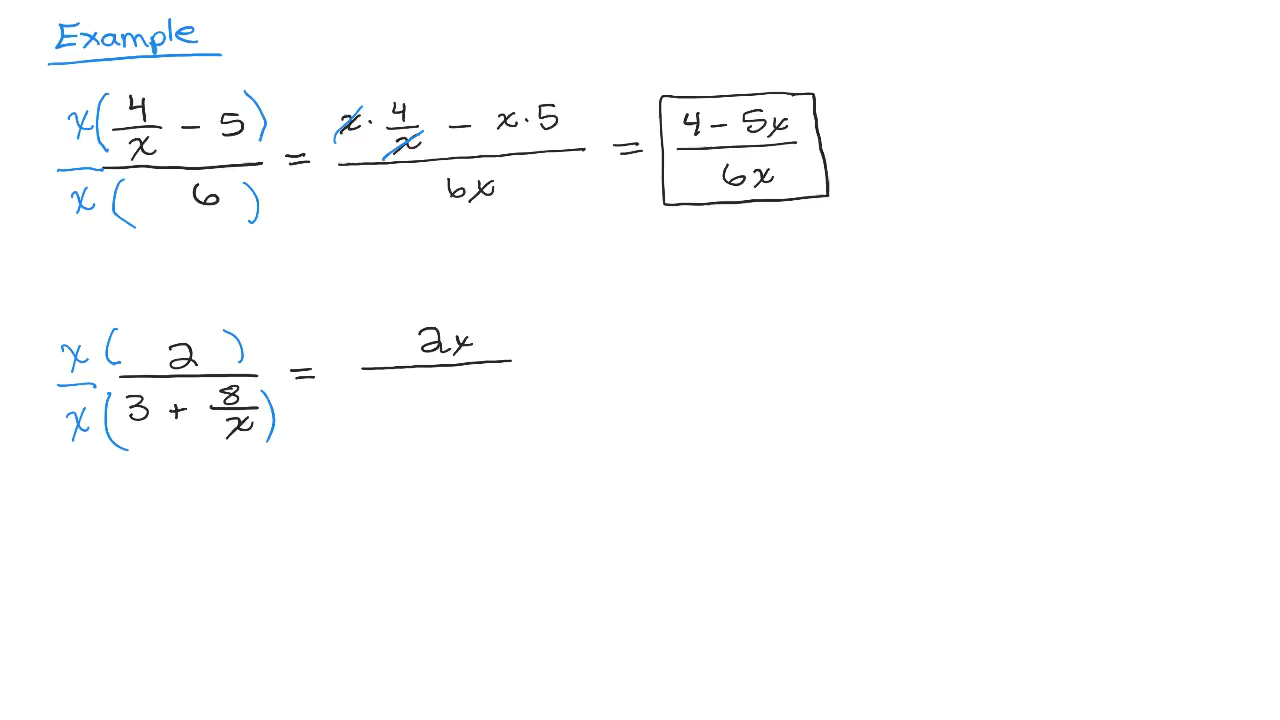 Example
x(4/x - 5) / x(6) = (x · 4/x - x · 5) / 6x = (4 - 5x) / 6x
x(2) / x(3 + 8/x) = 2x /